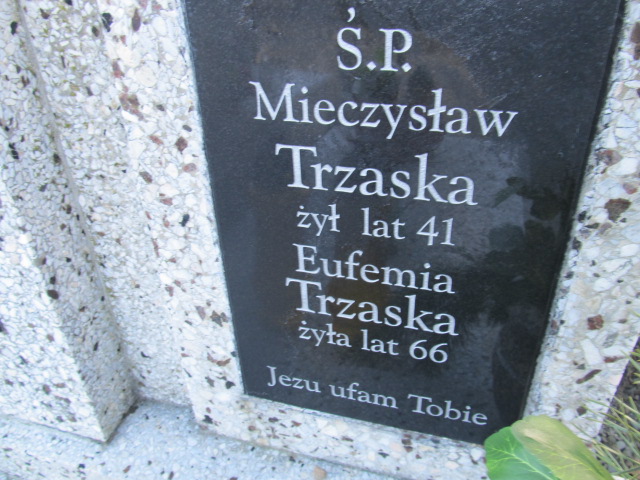 Ś.P.
Mieczysław
Trzaska
żył lat 41
Eufemia
Trzaska
żyła lat 66
Jezu ufam Tobie